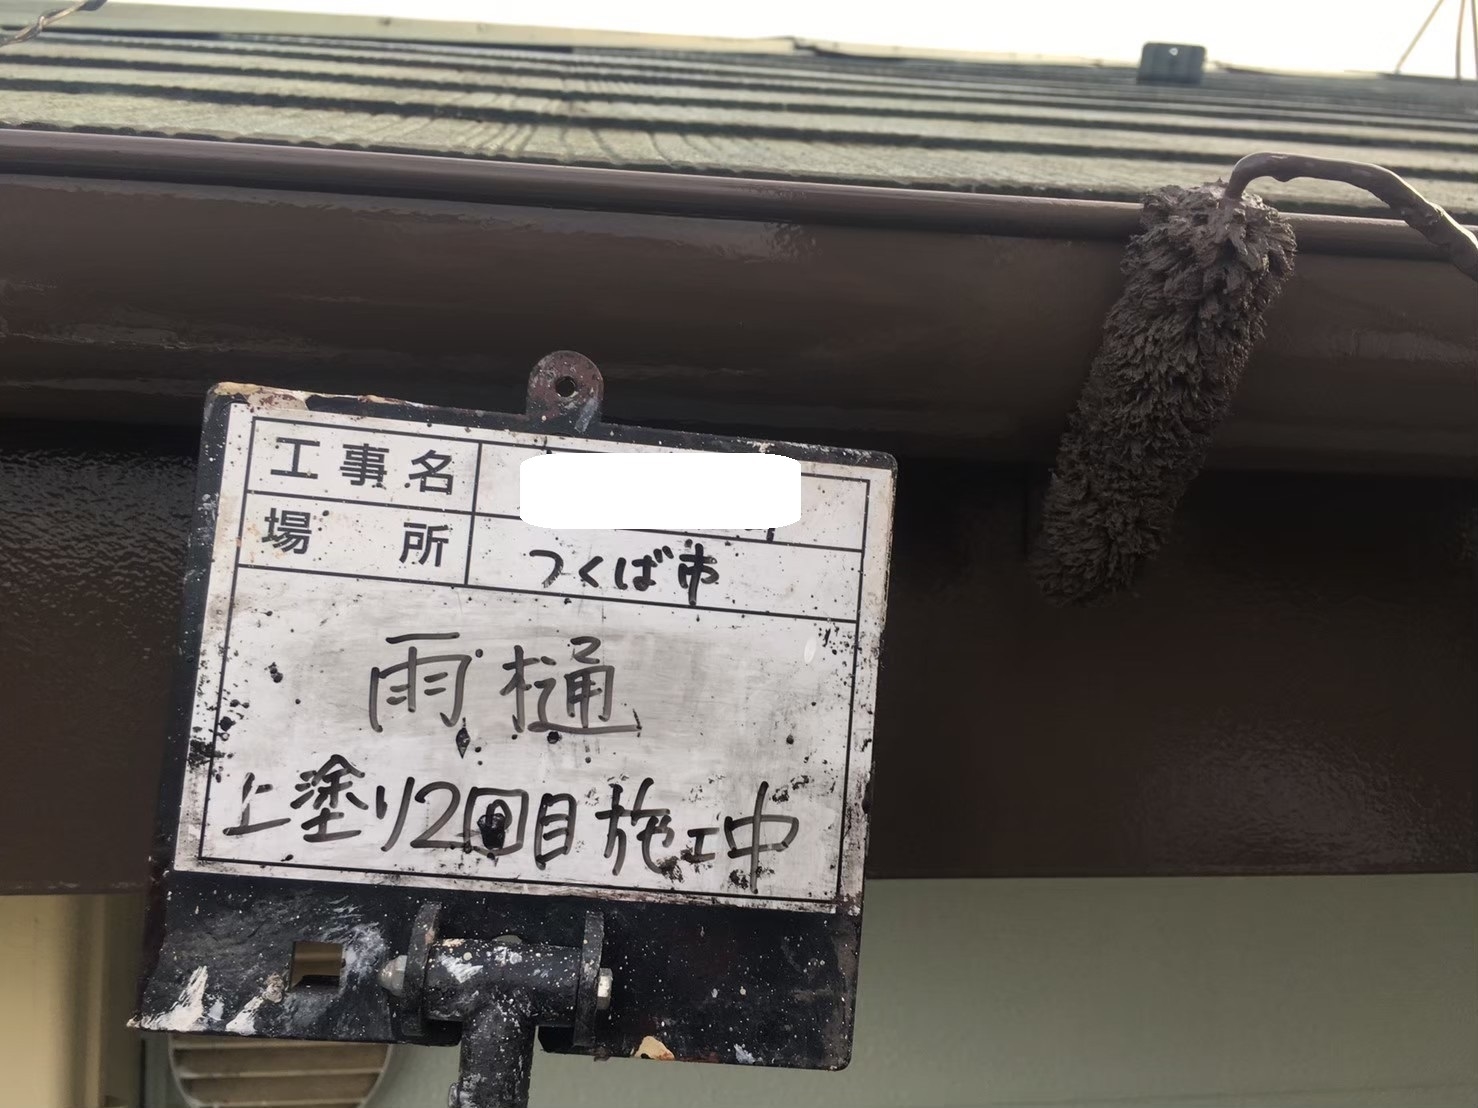 工事名
場所 つくば市
雨樋
上塗り2回目施工中